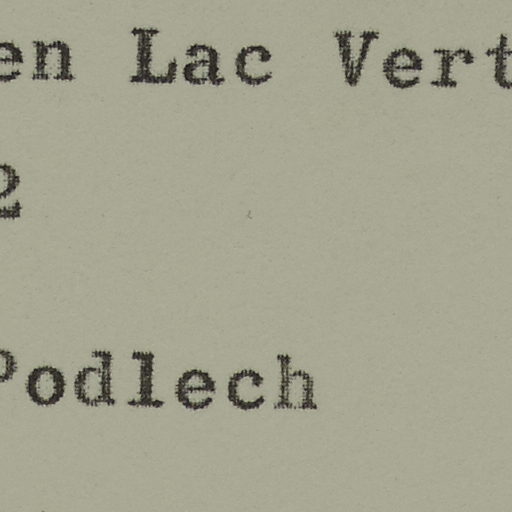 en Lac Vert
2
Podlech